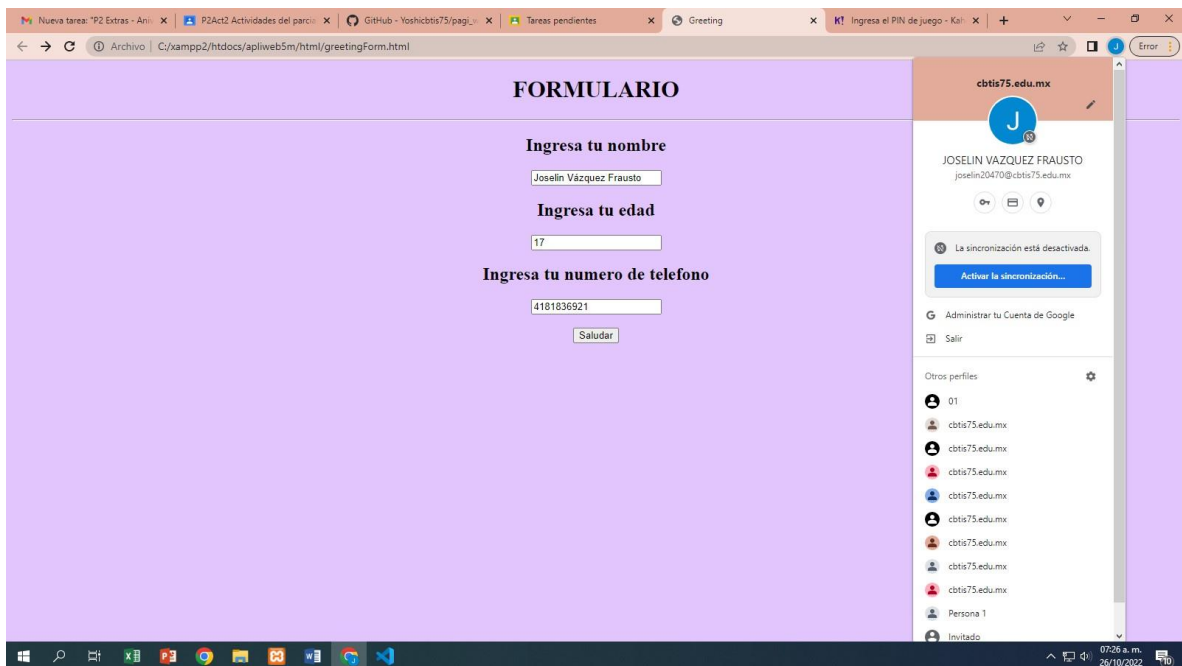 Nueva tarea: "P2 Extras - Aniv
P2Act2 Actividades del parcia
GitHub - Yoshicbtis75/pagi_w
Tareas pendientes
Greeting
K! Ingresa el PIN de juego - Kah
Archivo | C:/xampp2/htdocs/apliweb5m/html/greetingForm.html
J
Error
FORMULARIO
Ingresa tu nombre
Joselin Vázquez Frausto
Ingresa tu edad
17
Ingresa tu numero de telefono
4181836921
Saludar
cbtis75.edu.mx
J
JOSELIN VAZQUEZ FRAUSTO
joselin20470@cbtis75.edu.mx
La sincronización está desactivada.
Activar la sincronización...
G Administrar tu Cuenta de Google
Salir
Otros perfiles
01
cbtis75.edu.mx
cbtis75.edu.mx
cbtis75.edu.mx
cbtis75.edu.mx
cbtis75.edu.mx
cbtis75.edu.mx
cbtis75.edu.mx
cbtis75.edu.mx
Persona 1
Invitado
07:26 a. m.
26/10/2022